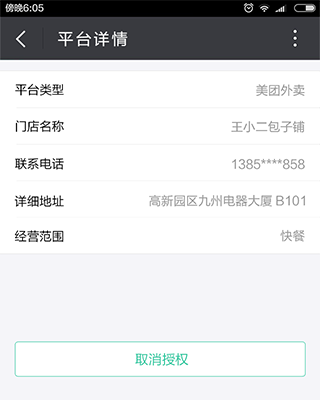 傍晚6:05
平台详情
平台类型 美团外卖
门店名称 王小二包子铺
联系电话 1385****858
详细地址 高新园区九州电器大厦 B101
经营范围 快餐
取消授权